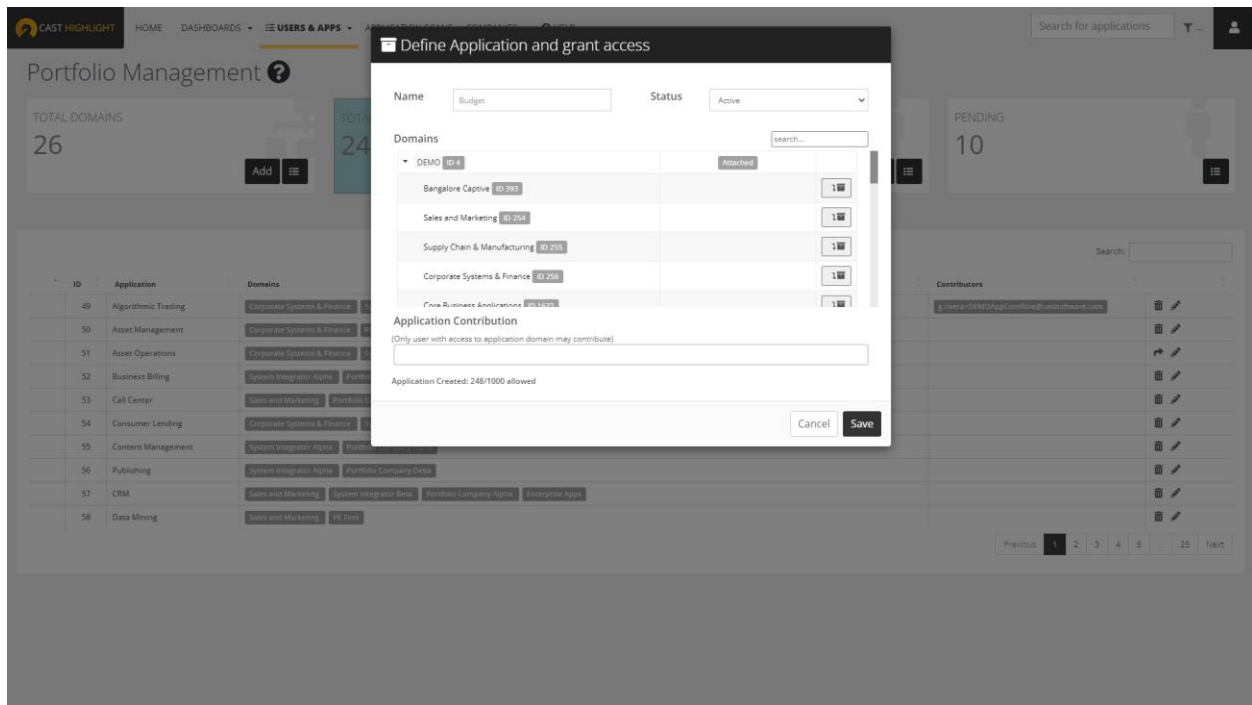 CAST HIGHLIGHT HOME DASHBOARDS USERS & APPS HELP Search for applications
Define Application and grant access
Portfolio Management
Name Budget Status Active
TOTAL DOMAINS PENDING
26 24 10
Add
Domains search...
DEMO ID 4 Attached
Bangalore Captive ID 393
Sales and Marketing ID 254
Supply Chain & Manufacturing ID 255
Corporate Systems & Finance ID 256
Core Business Applications ID 1622
Application Contribution
(Only user with access to application domain may contribute)
Application Created: 248/1000 allowed
Cancel Save
Search:
ID Application Domains Contributors
49 Algorithmic Trading Corporate Systems & Finance
50 Asset Management Corporate Systems & Finance
51 Asset Operations Corporate Systems & Finance
52 Business Billing System Integrator Alpha
53 Call Center Sales and Marketing
54 Consumer Lending Corporate Systems & Finance
55 Content Management System Integrator Alpha
56 Publishing System Integrator Alpha Portfolio Company Delta
57 CRM Sales and Marketing System Integrator Beta Portfolio Company Alpha Enterprise Apps
58 Data Mining Sales and Marketing PE Firm
Previous 1 2 3 4 5 ... 25 Next